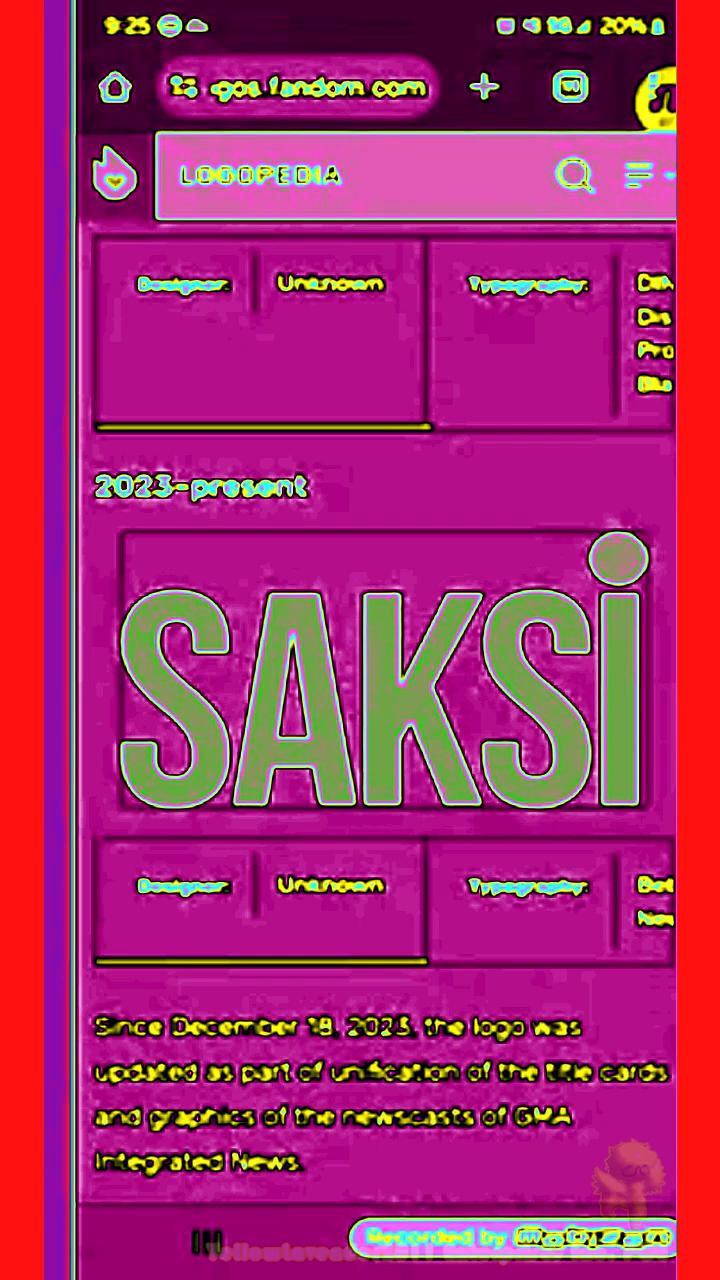 9:25
20%
fandom.com
LOGOPEDIA
Designer: Unknown Typography:
2023-present
SAKSi
Designer: Unknown Typography:
Since December 18, 2023, the logo was
updated as part of unification of the title cards
and graphics of the newscasts of GMA
Integrated News.
Recorded by